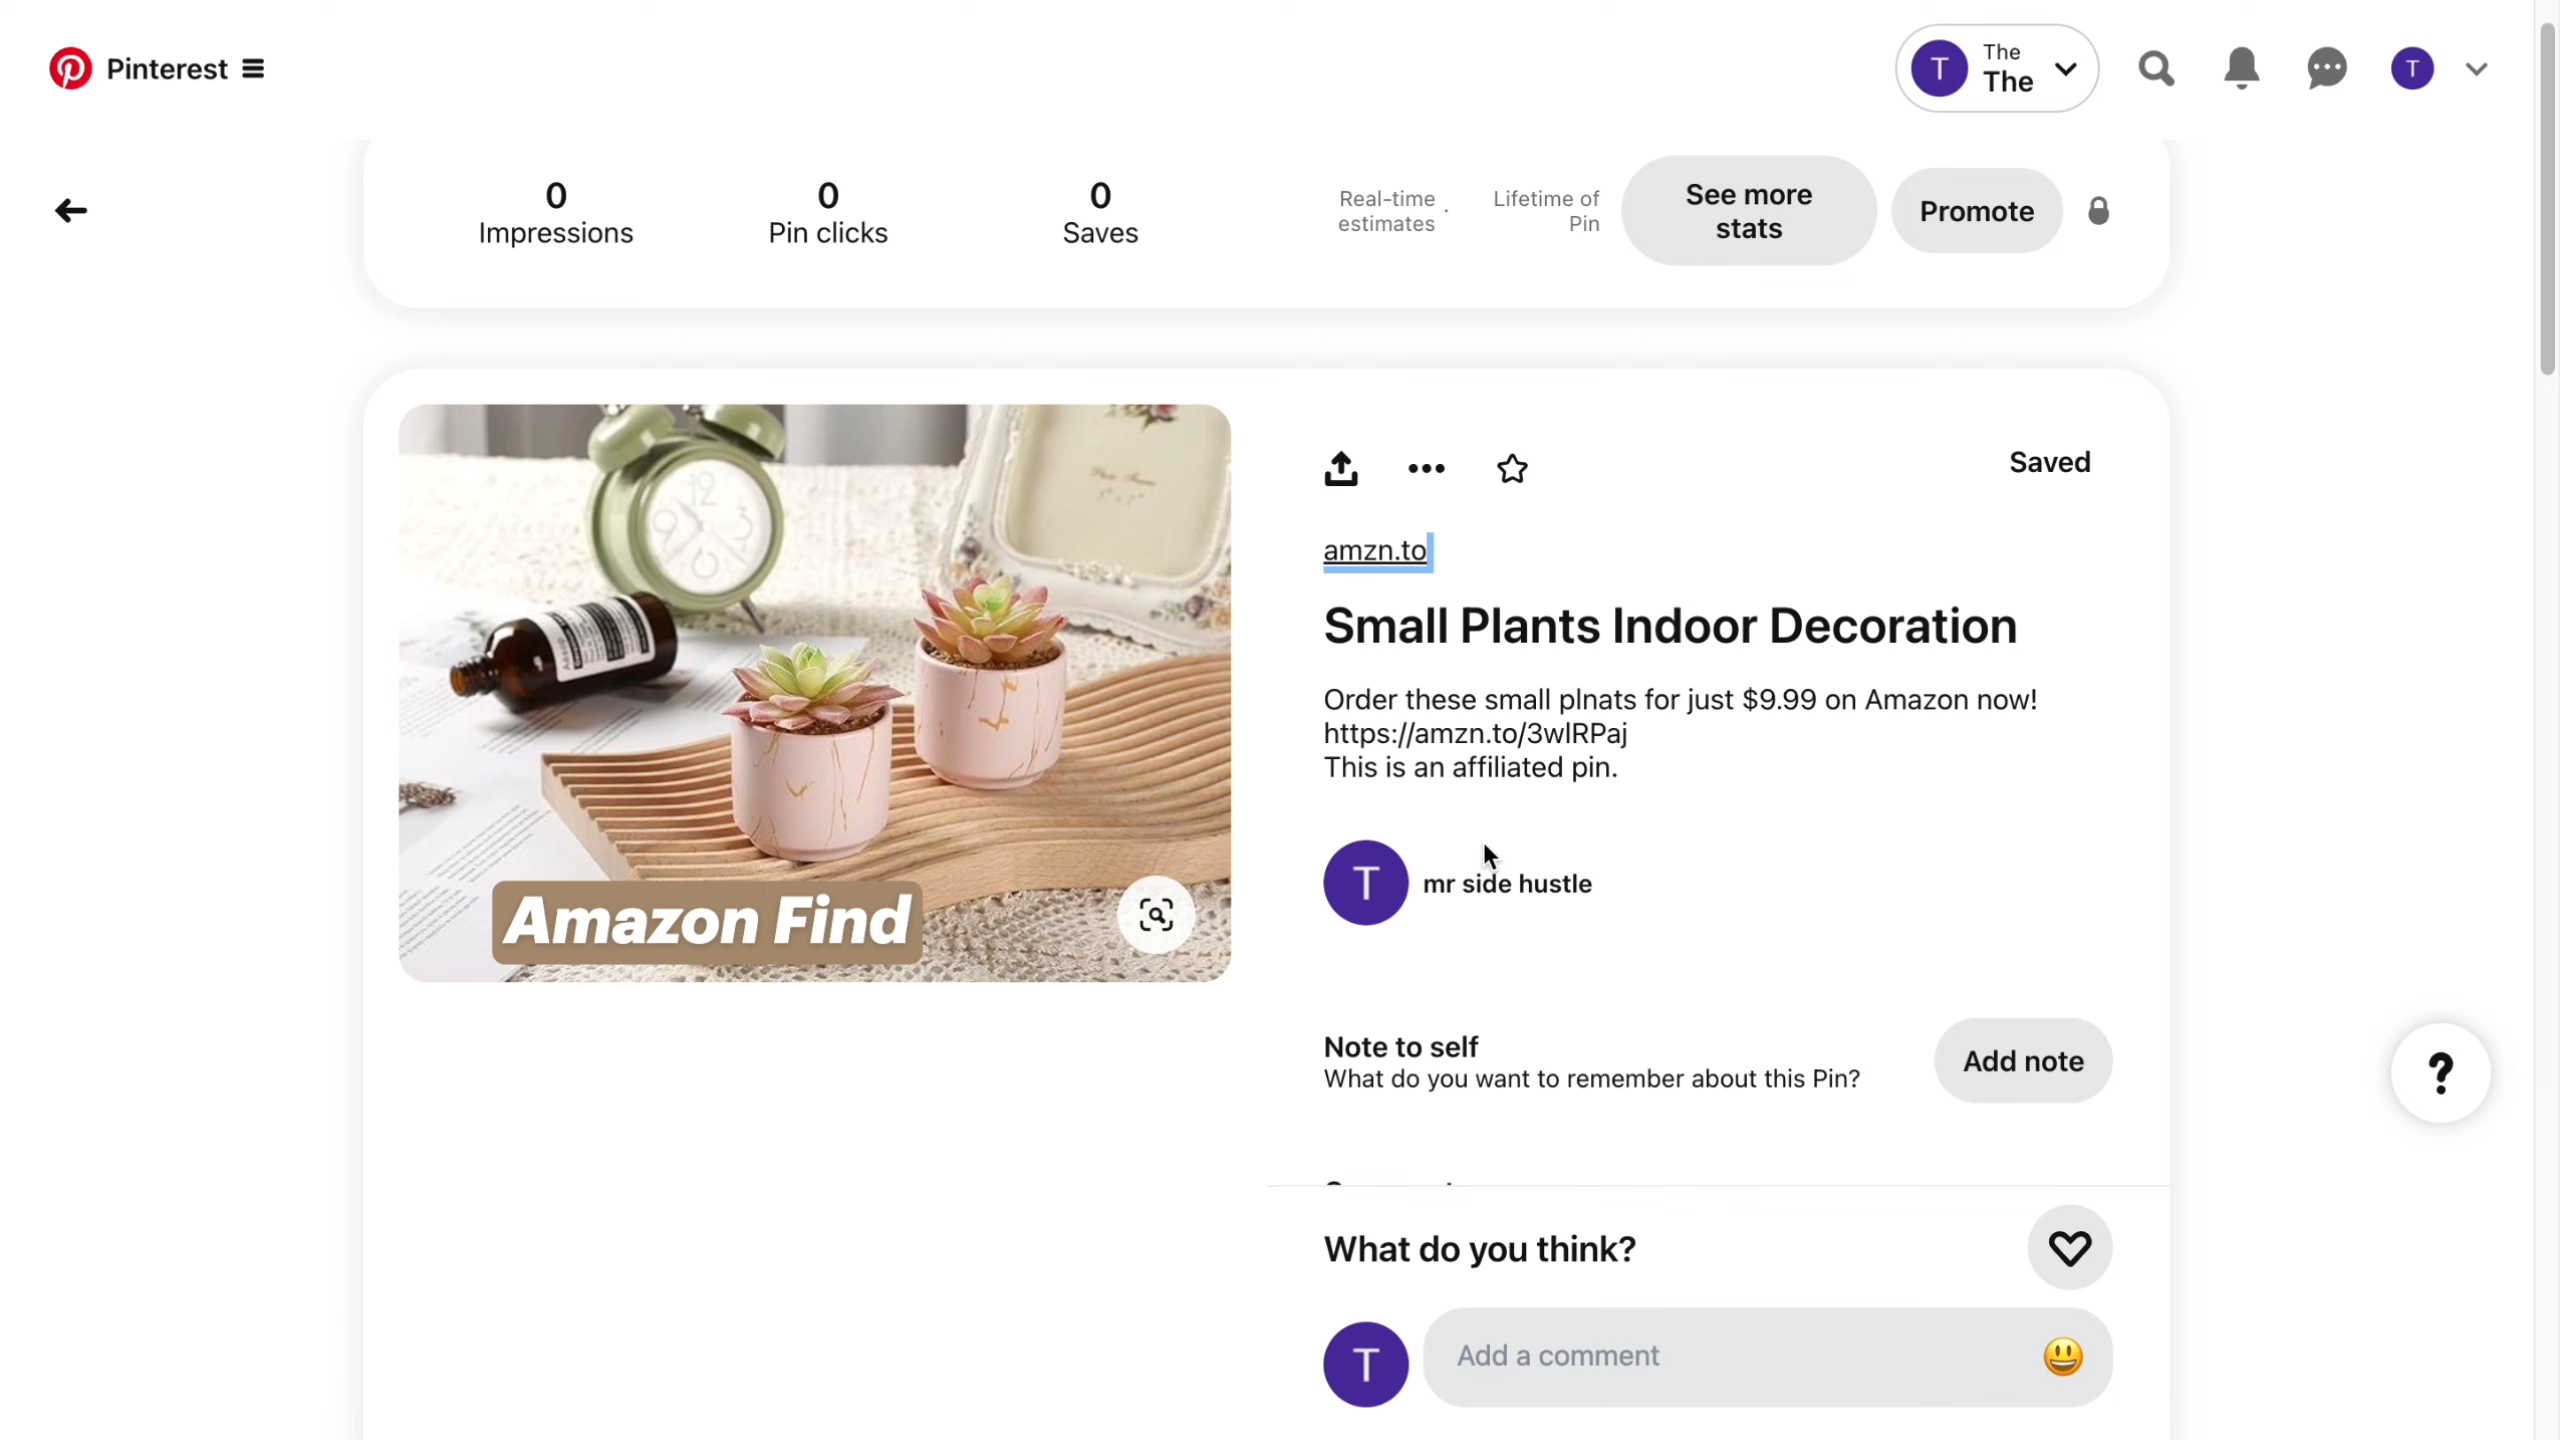 Pinterest
T
The
The
T
0
Impressions
0
Pin clicks
0
Saves
Real-time
estimates
·
Lifetime of
Pin
See more
stats
Promote
12
3
9
Amazon Find
Saved
amzn.to
Small Plants Indoor Decoration
Order these small plnats for just $9.99 on Amazon now!
https://amzn.to/3wlRPaj
This is an affiliated pin.
T
mr side hustle
Note to self
What do you want to remember about this Pin?
Add note
?
What do you think?
T
Add a comment